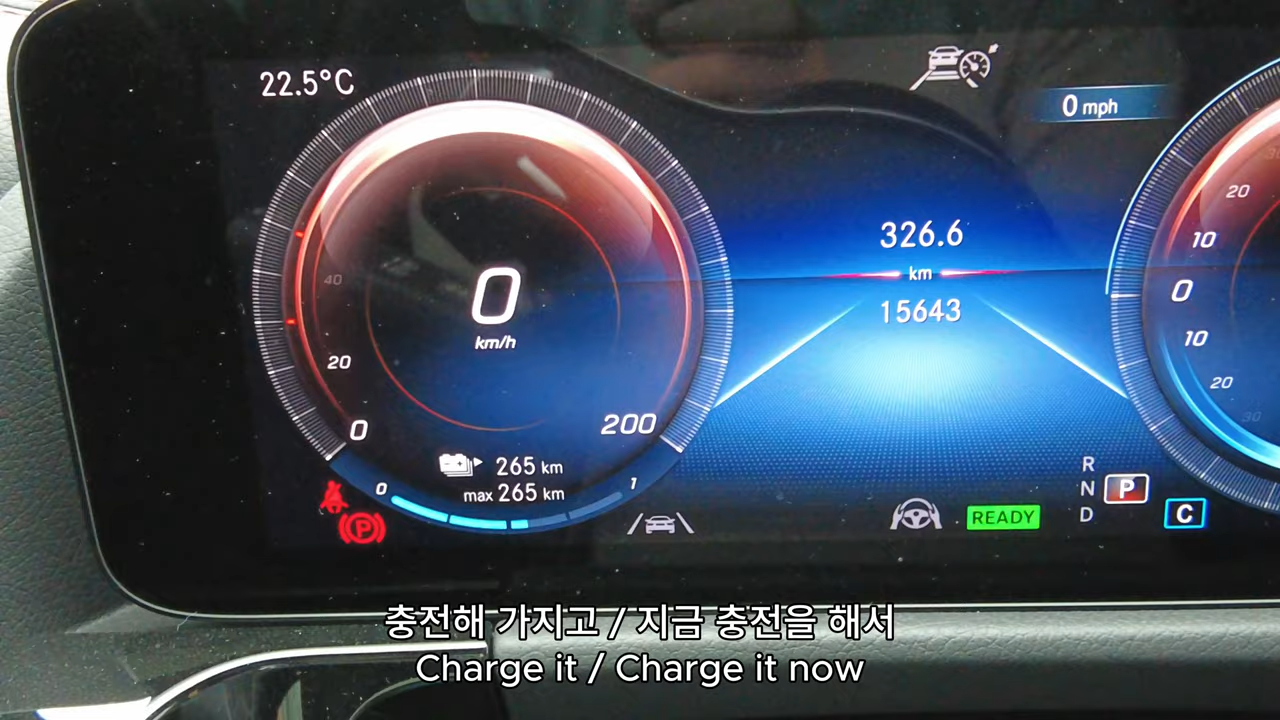 22.5°C
0 mph
40
20
0
0
km/h
200
265 km
max 265 km
0
1
326.6
km
15643
20
10
0
10
20
30
R
N
D
P
C
READY
P
충전해 가지고 / 지금 충전을 해서
Charge it / Charge it now